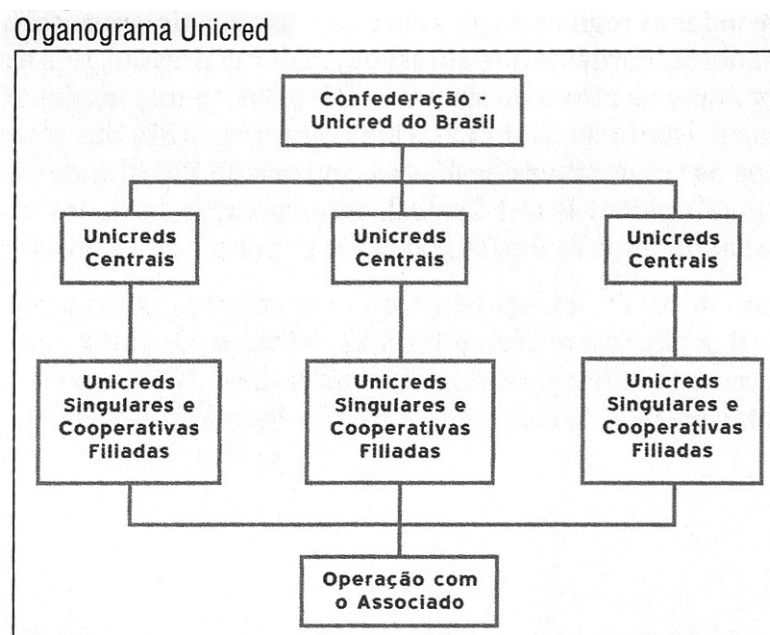 Organograma Unicred
Confederação
Unicred do Brasil
Unicreds
Centrais
Unicreds
Centrais
Unicreds
Centrais
Unicreds
Singulares e
Cooperativas
Filiadas
Unicreds
Singulares e
Cooperativas
Filiadas
Unicreds
Singulares e
Cooperativas
Filiadas
Operação com
o Associado